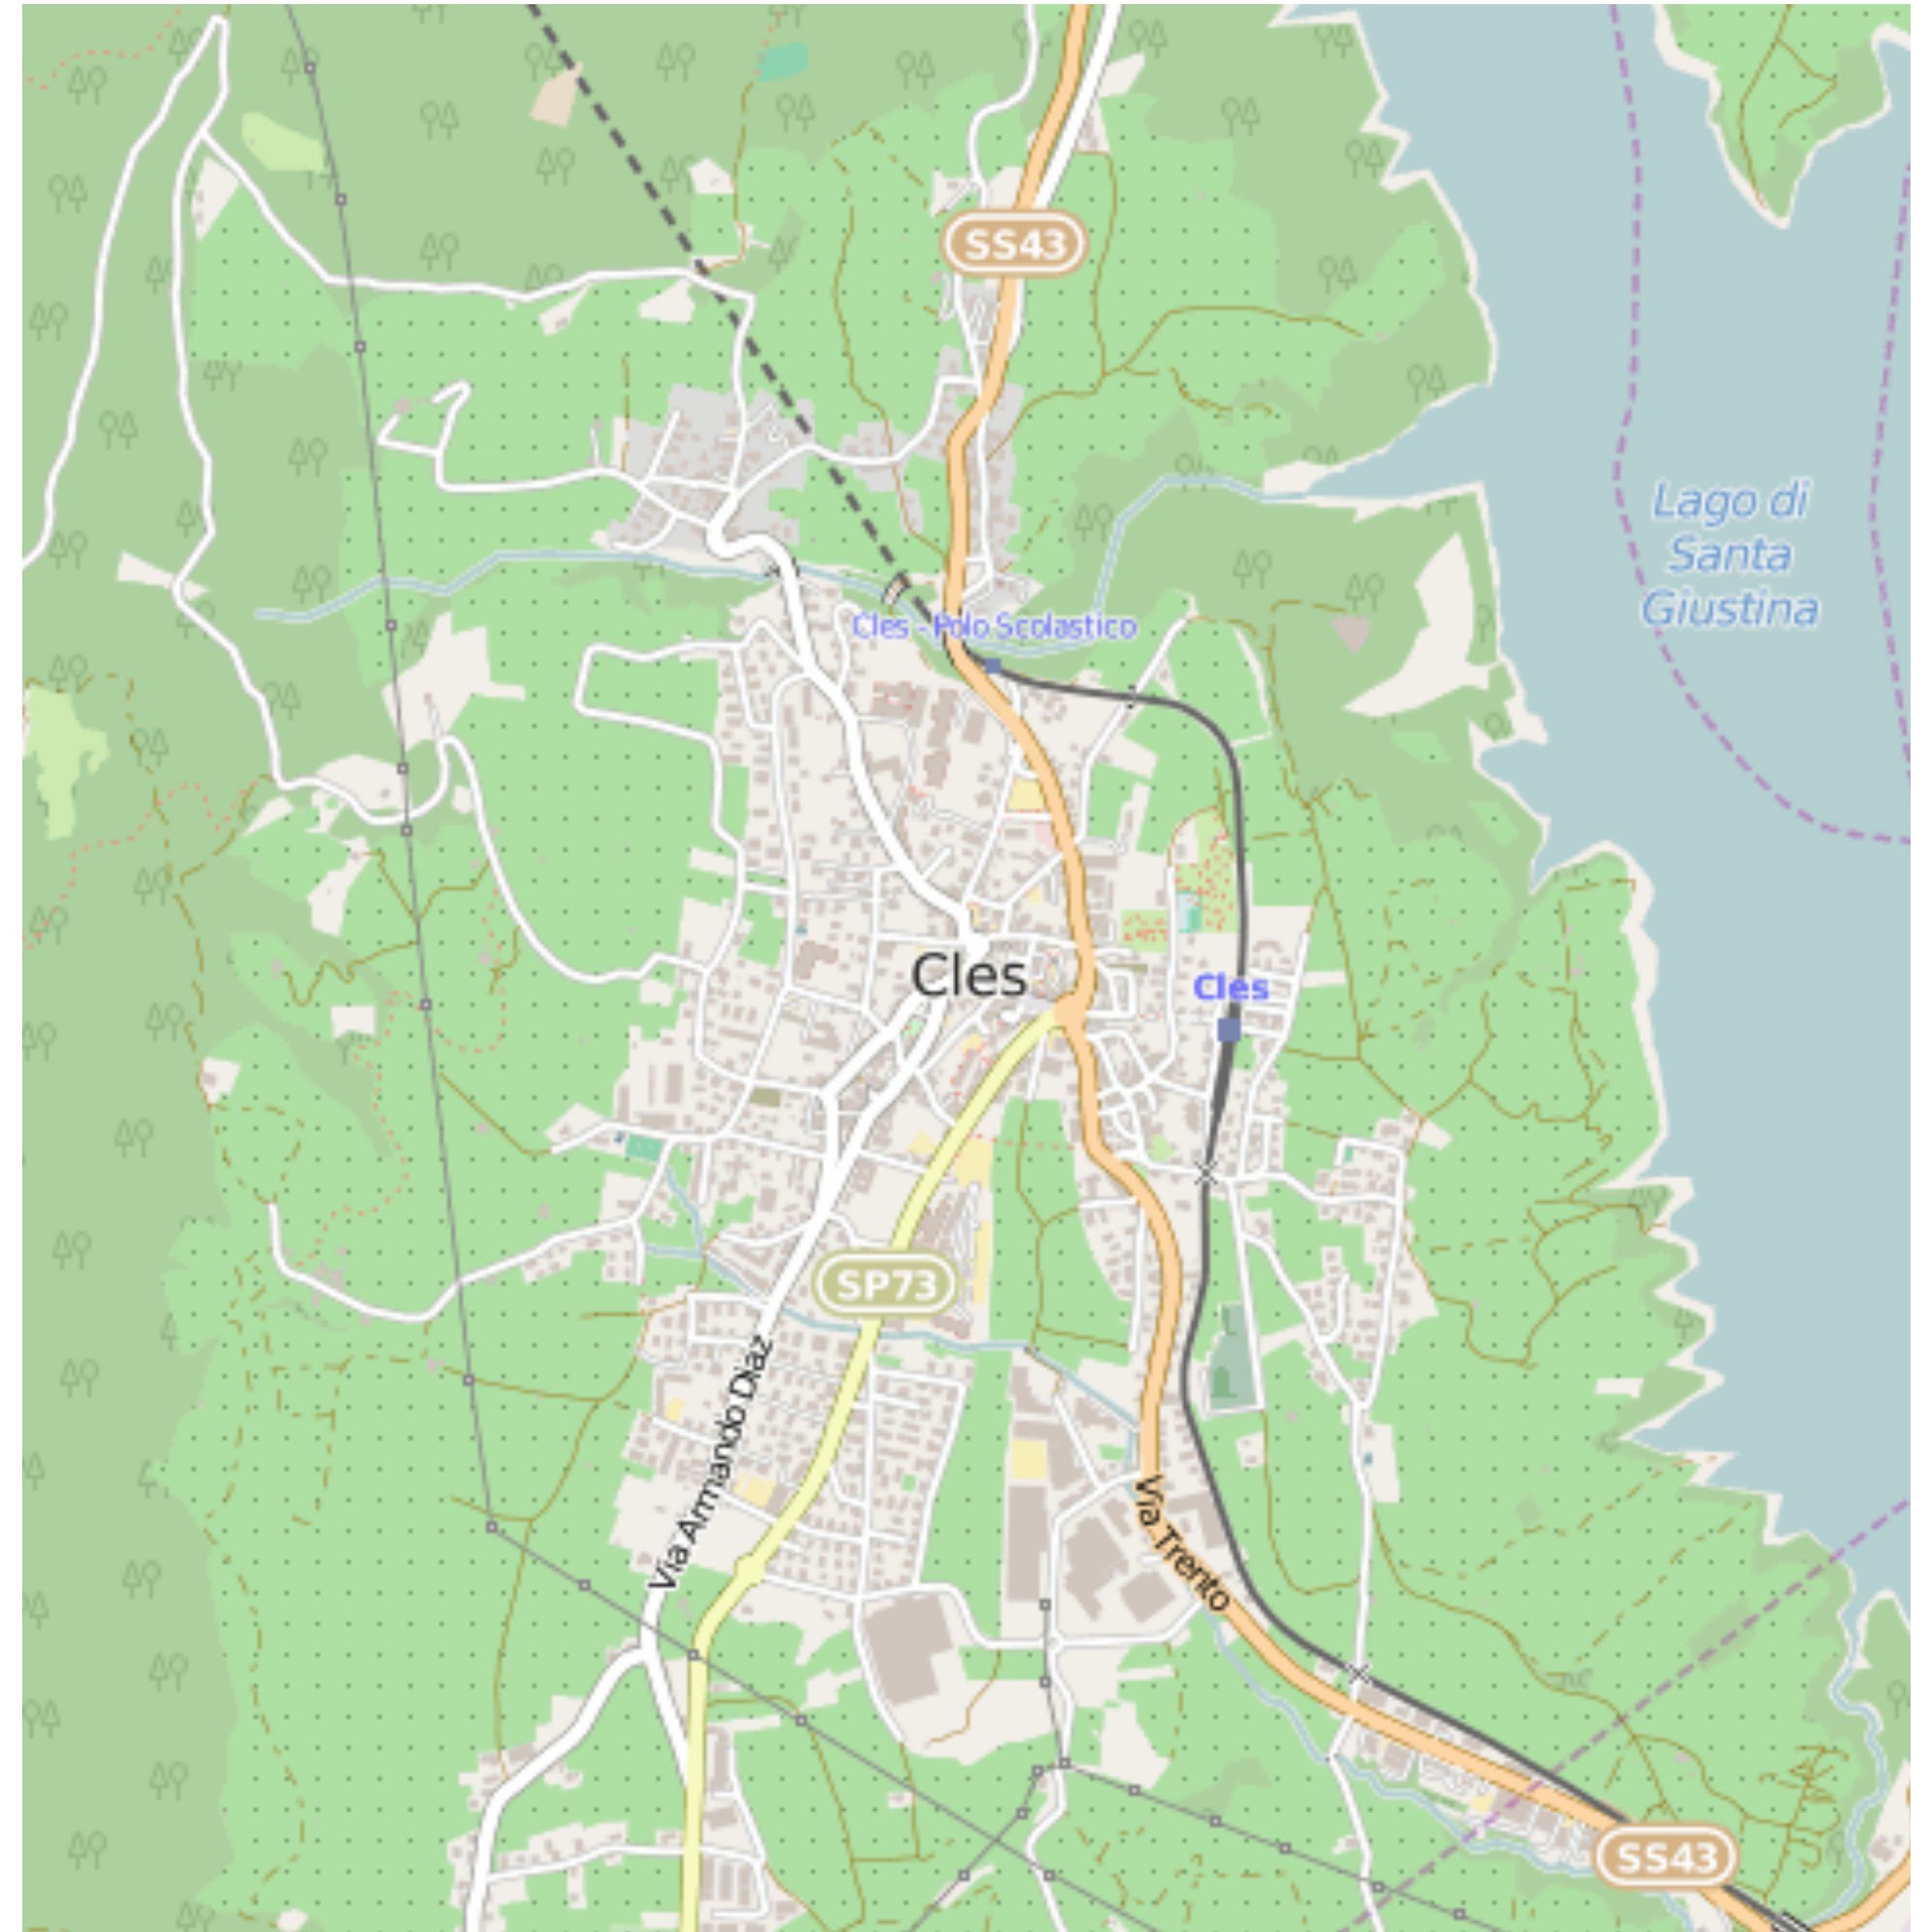 SS43
Lago di
Santa
Giustina
Cles - Polo Scolastico
Cles
Cles
SP73
Via Armando Diaz
Via Trento
SS43